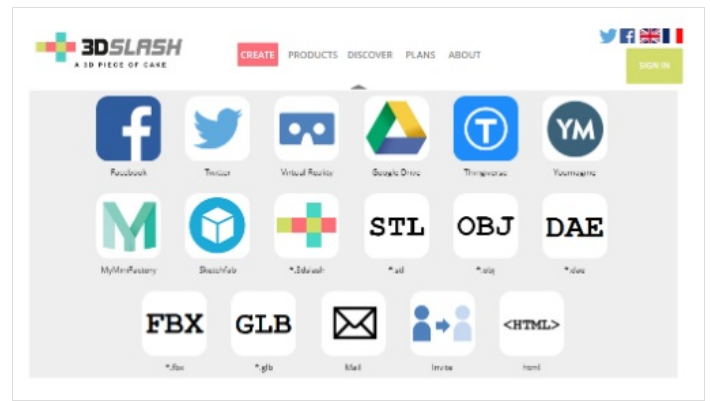 3DSLASH
A 3D PIECE OF CAKE
CREATE PRODUCTS DISCOVER PLANS ABOUT
SIGN IN
Facebook Twitter Virtual Reality Google Drive Thingiverse Youmagine
YM
MyMiniFactory Sketchfab *.3dslash *.stl *.obj *.dae
STL OBJ DAE
FBX GLB <HTML>
*.fbx *.glb Mail Invite html